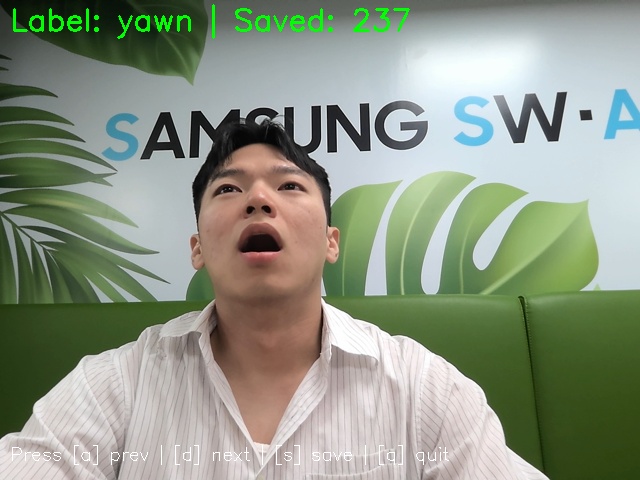 Label: yawn | Saved: 237
SAMSUNG SW·A
Press [a] prev | [d] next | [s] save | [q] quit